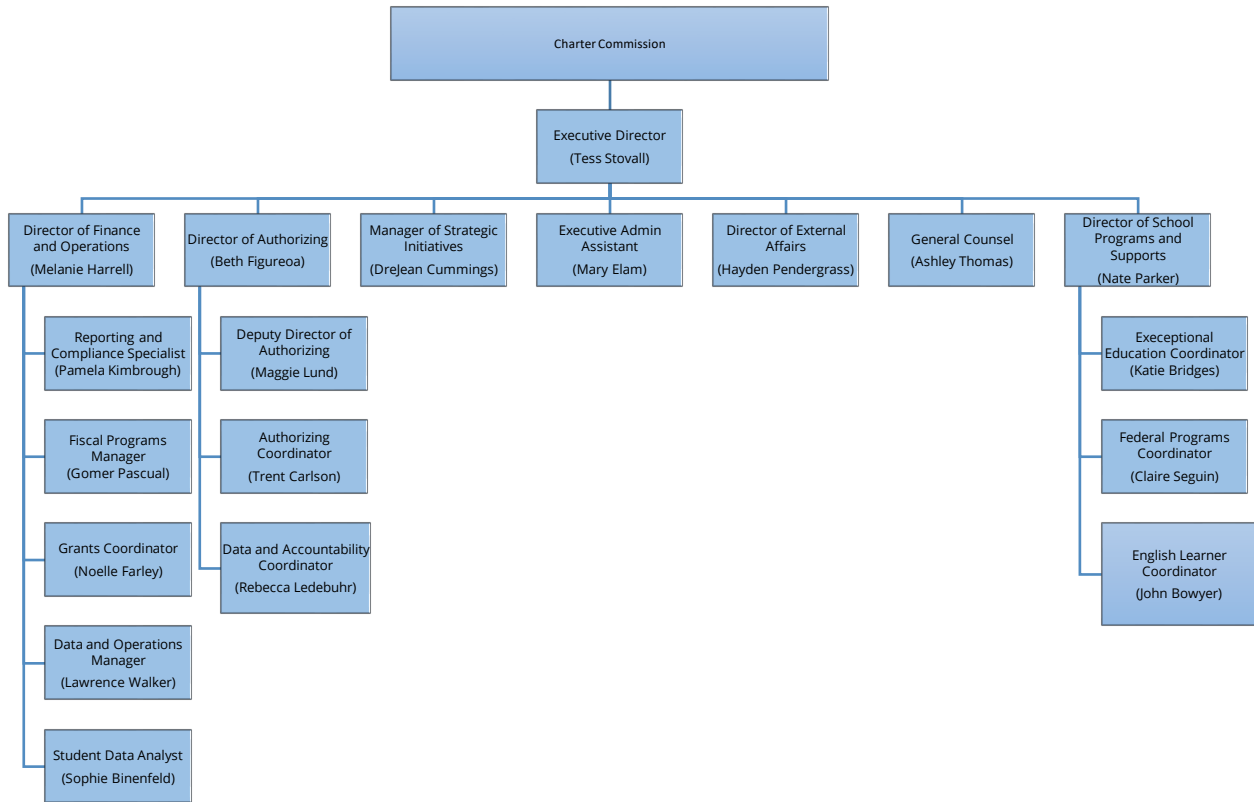 Charter Commission
Executive Director
(Tess Stovall)
Director of Finance
and Operations
(Melanie Harrell)
Director of Authorizing
(Beth Figureoa)
Manager of Strategic
Initiatives
(DreJean Cummings)
Executive Admin
Assistant
(Mary Elam)
Director of External
Affairs
(Hayden Pendergrass)
General Counsel
(Ashley Thomas)
Director of School
Programs and
Supports
(Nate Parker)
Reporting and
Compliance Specialist
(Pamela Kimbrough)
Fiscal Programs
Manager
(Gomer Pascual)
Grants Coordinator
(Noelle Farley)
Data and Operations
Manager
(Lawrence Walker)
Student Data Analyst
(Sophie Binenfeld)
Deputy Director of
Authorizing
(Maggie Lund)
Authorizing
Coordinator
(Trent Carlson)
Data and Accountability
Coordinator
(Rebecca Ledebuhr)
Execeptional
Education Coordinator
(Katie Bridges)
Federal Programs
Coordinator
(Claire Seguin)
English Learner
Coordinator
(John Bowyer)